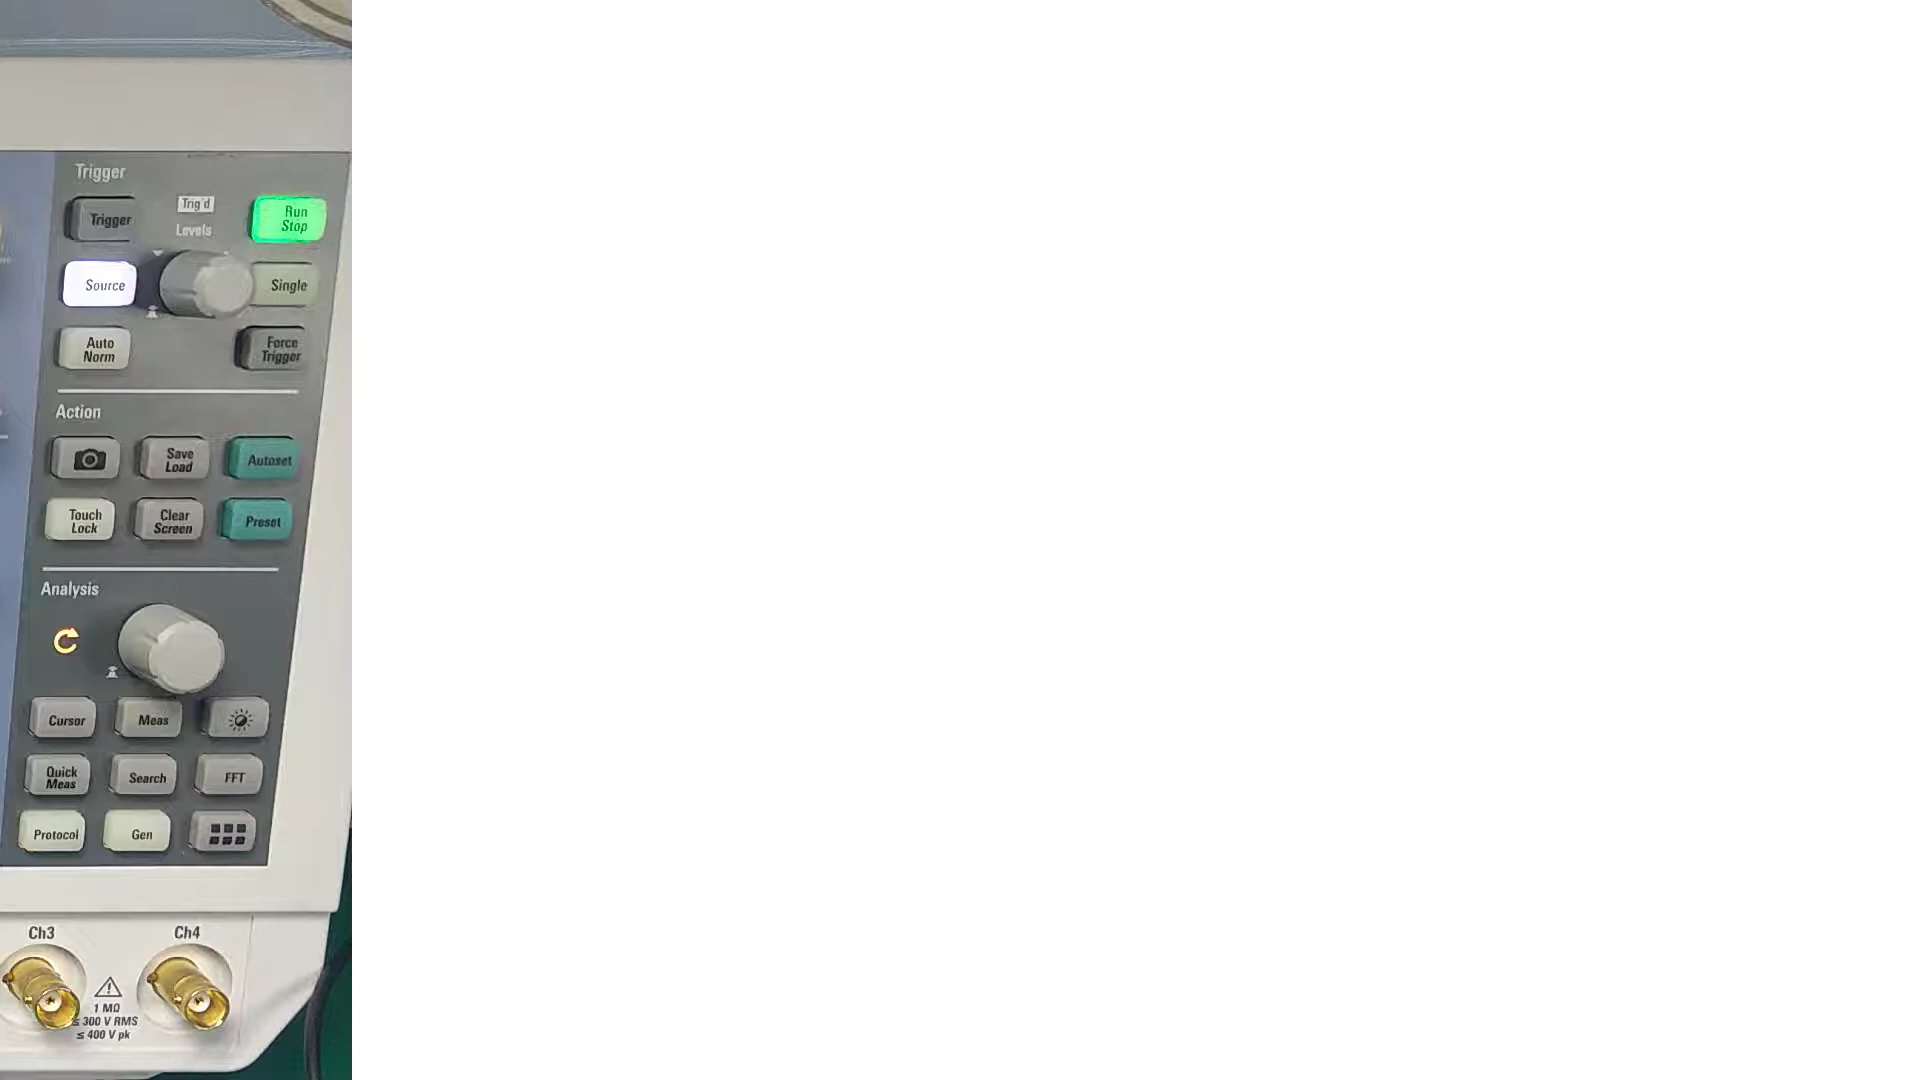 Trigger
Trigger
Trig'd
Run
Stop
Levels
Source
Single
Auto
Norm
Force
Trigger
Action
Save
Load
Autoset
Touch
Lock
Clear
Screen
Preset
Analysis
Cursor
Meas
Quick
Meas
Search
FFT
Protocol
Gen
Ch3
Ch4
1 MΩ
≤ 300 V RMS
≤ 400 V pk